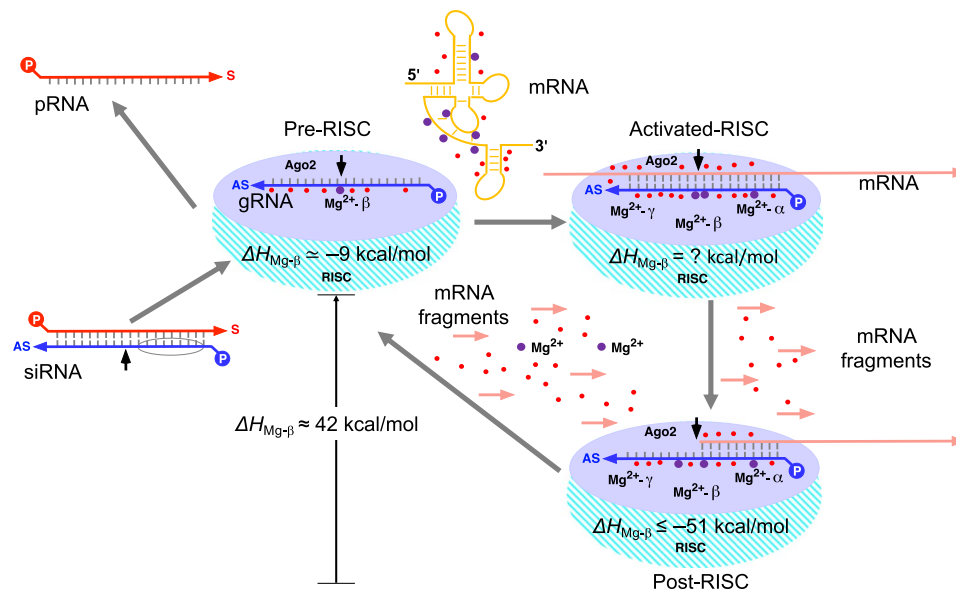 P
S
pRNA
5'
mRNA
3'
Pre-RISC
Ago2
AS
gRNA
Mg2+- β
P
ΔHMg-β ≃ –9 kcal/mol
RISC
Activated-RISC
Ago2
mRNA
AS
P
Mg2+- γ
Mg2+- β
Mg2+- α
ΔHMg-β = ? kcal/mol
RISC
P
S
AS
P
siRNA
mRNA
fragments
Mg2+
Mg2+
mRNA
fragments
ΔHMg-β ≈ 42 kcal/mol
Ago2
AS
P
Mg2+- γ
Mg2+- β
Mg2+- α
ΔHMg-β ≤ –51 kcal/mol
RISC
Post-RISC